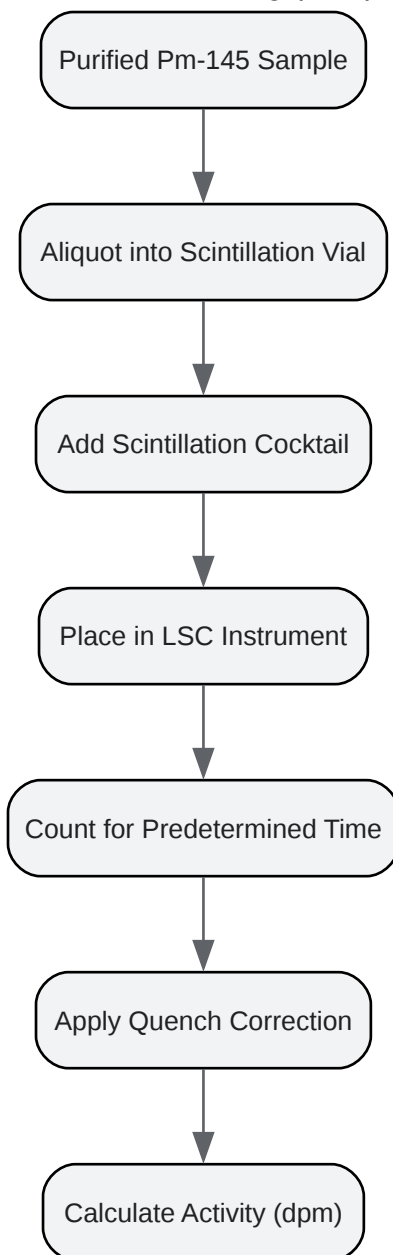 Purified Pm-145 Sample
Aliquot into Scintillation Vial
Add Scintillation Cocktail
Place in LSC Instrument
Count for Predetermined Time
Apply Quench Correction
Calculate Activity (dpm)